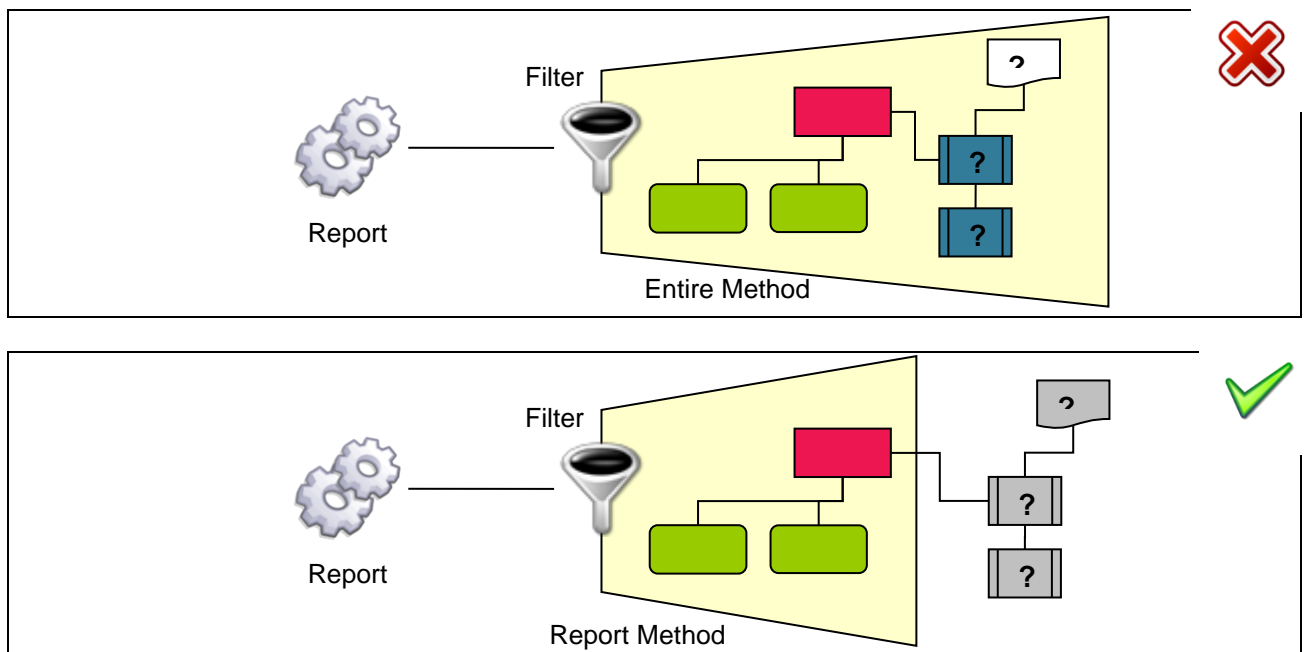 Filter
?
?
?
Report
Entire Method
Filter
?
?
?
Report
Report Method